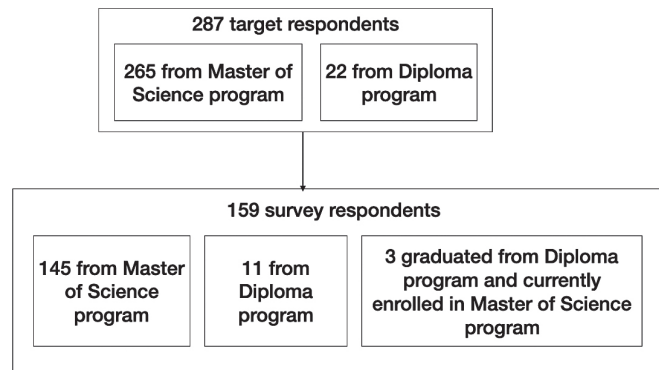 287 target respondents
265 from Master of
Science program
22 from Diploma
program
159 survey respondents
145 from Master
of Science
program
11 from
Diploma
program
3 graduated from Diploma
program and currently
enrolled in Master of Science
program